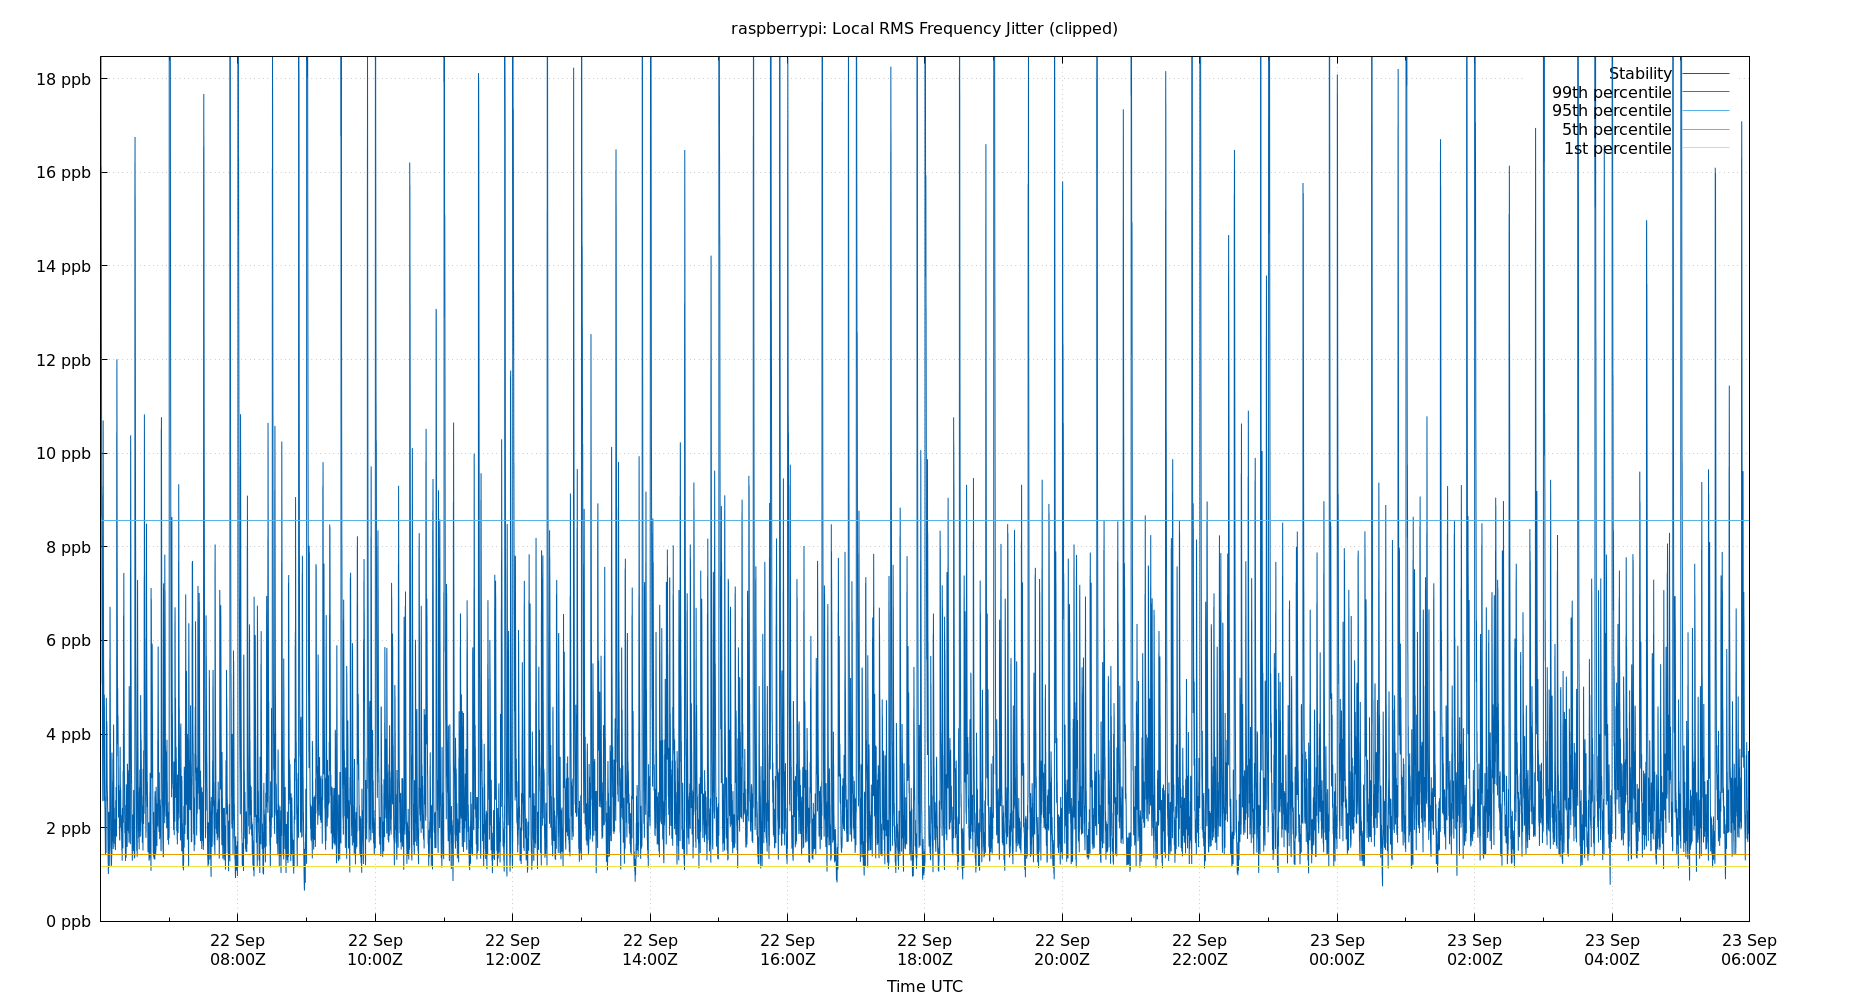 raspberrypi: Local RMS Frequency Jitter (clipped)
18 ppb
16 ppb
14 ppb
12 ppb
10 ppb
8 ppb
6 ppb
4 ppb
2 ppb
0 ppb
Stability
99th percentile
95th percentile
5th percentile
1st percentile
22 Sep 22 Sep 22 Sep 22 Sep 22 Sep 22 Sep 22 Sep 22 Sep 23 Sep 23 Sep 23 Sep 23 Sep
08:00Z 10:00Z 12:00Z 14:00Z 16:00Z 18:00Z 20:00Z 22:00Z 00:00Z 02:00Z 04:00Z 06:00Z
Time UTC